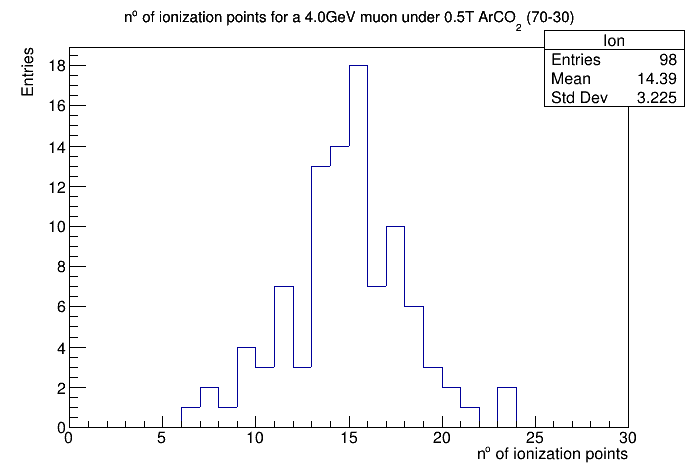 nº of ionization points for a 4.0GeV muon under 0.5T ArCO₂ (70-30)
Ion
Entries 98
Mean 14.39
Std Dev 3.225
Entries
18
16
14
12
10
8
6
4
2
0
0 5 10 15 20 25 30
nº of ionization points